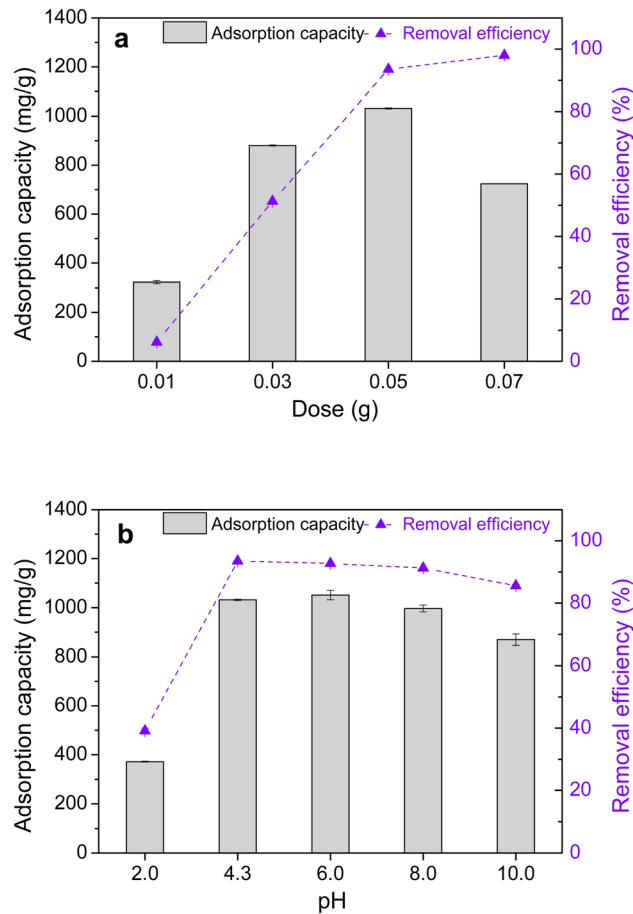 a
Adsorption capacity
Removal efficiency
1400
1200
1000
800
600
400
200
0
Adsorption capacity (mg/g)
100
80
60
40
20
0
Removal efficiency (%)
0.01 0.03 0.05 0.07
Dose (g)
b
Adsorption capacity
Removal efficiency
1400
1200
1000
800
600
400
200
0
Adsorption capacity (mg/g)
100
80
60
40
20
0
Removal efficiency (%)
2.0 4.3 6.0 8.0 10.0
pH